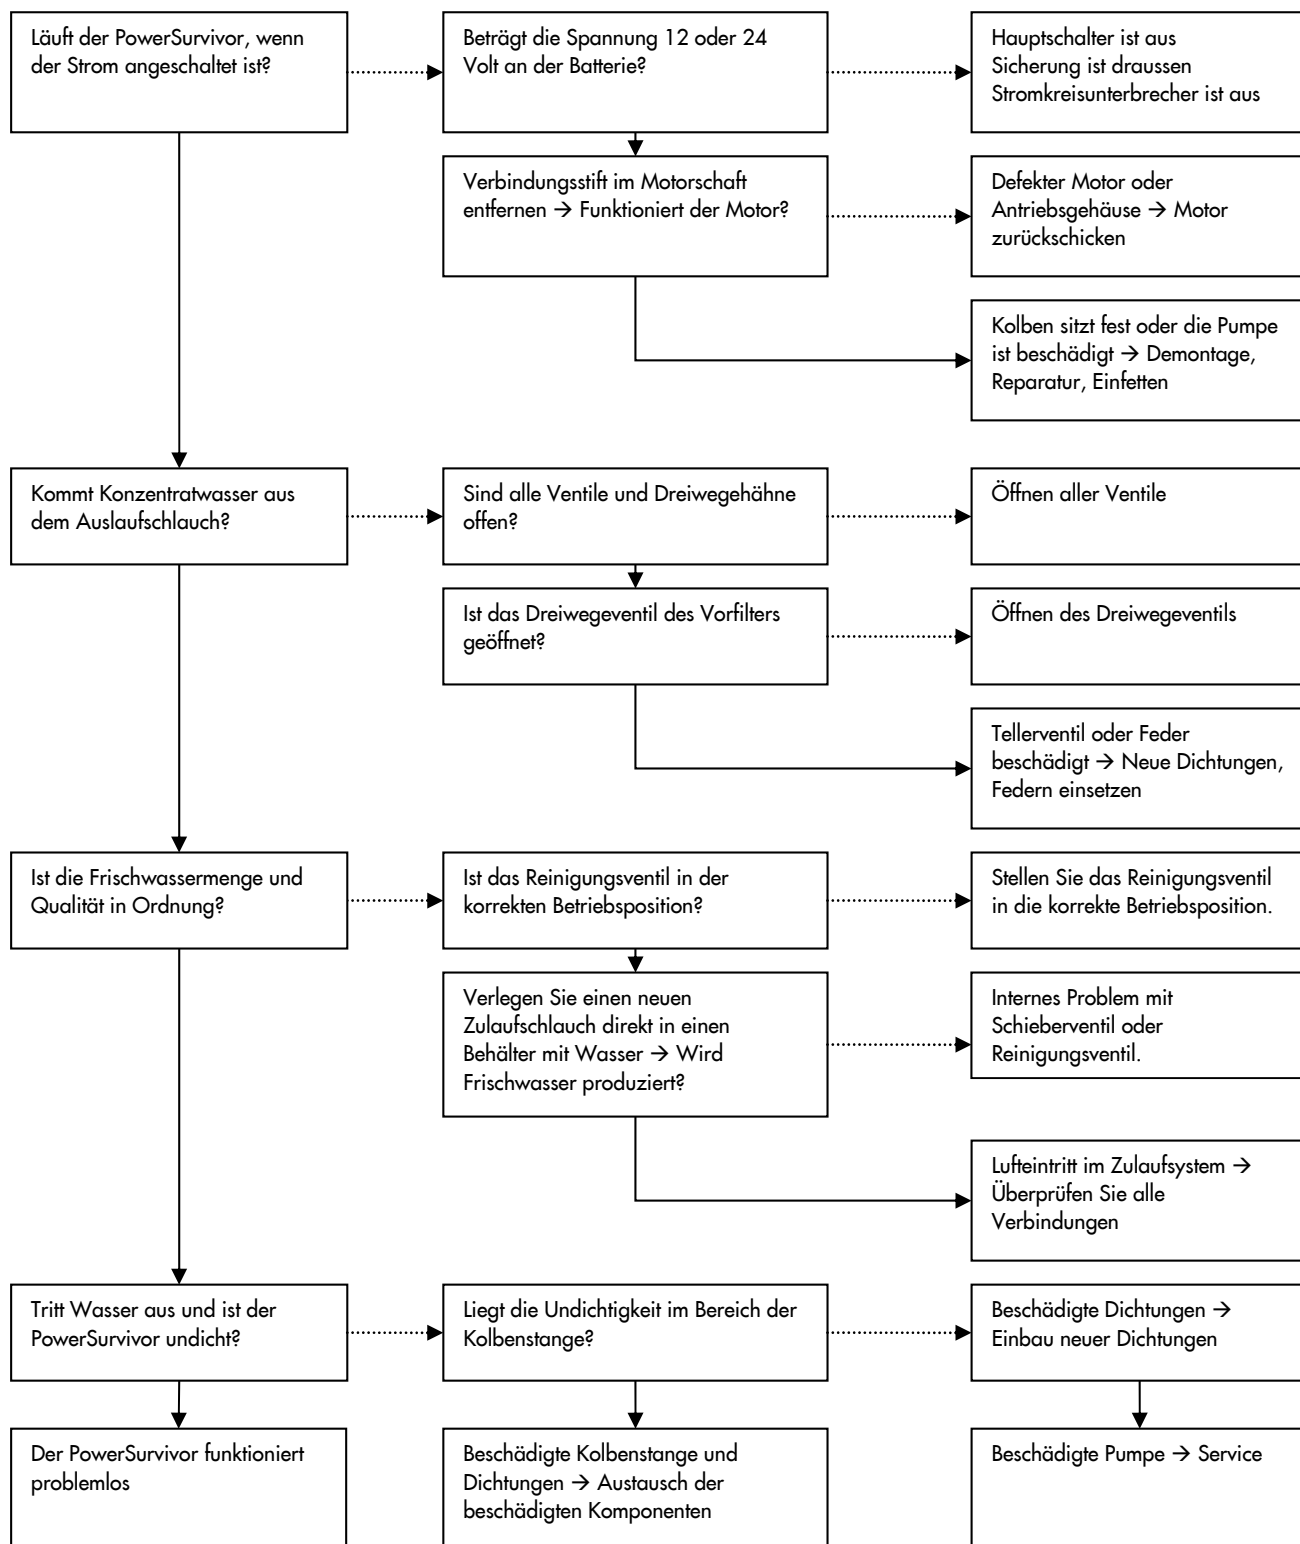 Läuft der PowerSurvivor, wenn
der Strom angeschaltet ist?
Beträgt die Spannung 12 oder 24
Volt an der Batterie?
Hauptschalter ist aus
Sicherung ist draussen
Stromkreisunterbrecher ist aus
Verbindungsstift im Motorschaft
entfernen → Funktioniert der Motor?
Defekter Motor oder
Antriebsgehäuse → Motor
zurückschicken
Kolben sitzt fest oder die Pumpe
ist beschädigt → Demontage,
Reparatur, Einfetten
Kommt Konzentratwasser aus
dem Auslaufschlauch?
Sind alle Ventile und Dreiwegehähne
offen?
Öffnen aller Ventile
Ist das Dreiwegeventil des Vorfilters
geöffnet?
Öffnen des Dreiwegeventils
Tellerventil oder Feder
beschädigt → Neue Dichtungen,
Federn einsetzen
Ist die Frischwassermenge und
Qualität in Ordnung?
Ist das Reinigungsventil in der
korrekten Betriebsposition?
Stellen Sie das Reinigungsventil
in die korrekte Betriebsposition.
Verlegen Sie einen neuen
Zulaufschlauch direkt in einen
Behälter mit Wasser → Wird
Frischwasser produziert?
Internes Problem mit
Schieberventil oder
Reinigungsventil.
Lufteintritt im Zulaufsystem →
Überprüfen Sie alle
Verbindungen
Tritt Wasser aus und ist der
PowerSurvivor undicht?
Liegt die Undichtigkeit im Bereich der
Kolbenstange?
Beschädigte Dichtungen →
Einbau neuer Dichtungen
Der PowerSurvivor funktioniert
problemlos
Beschädigte Kolbenstange und
Dichtungen → Austausch der
beschädigten Komponenten
Beschädigte Pumpe → Service